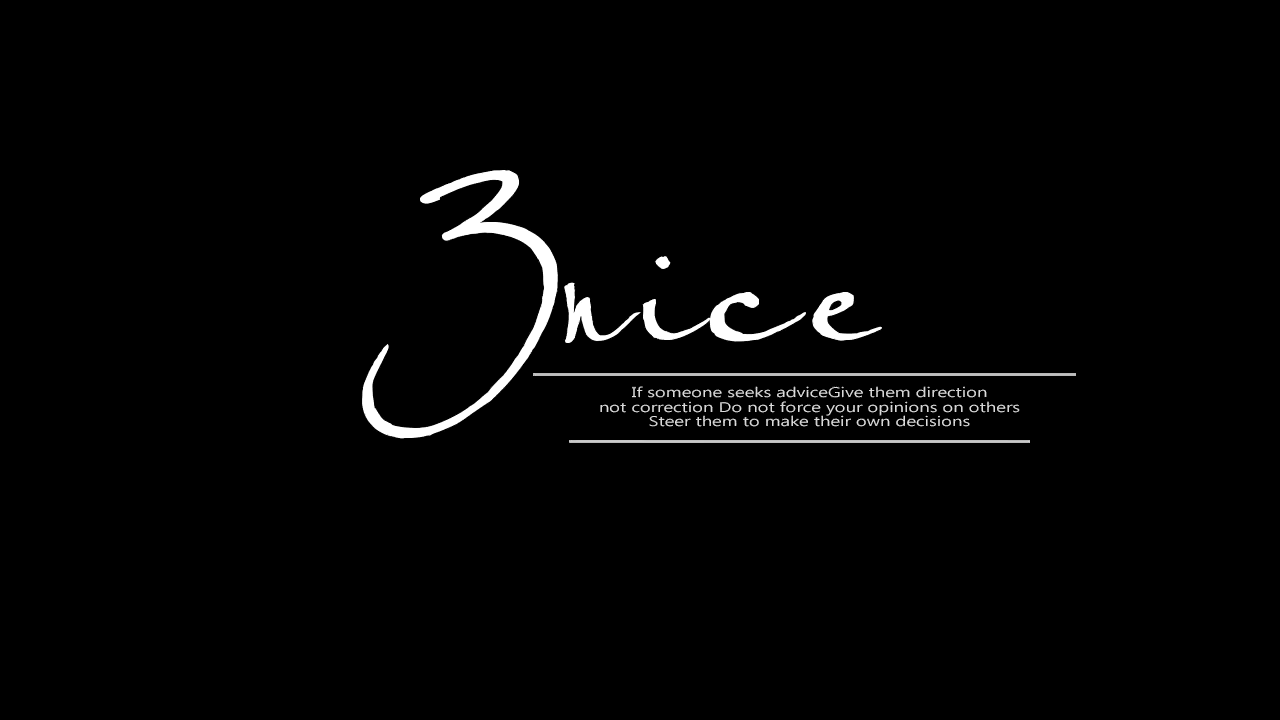 3nice
If someone seeks adviceGive them direction
not correction Do not force your opinions on others
Steer them to make their own decisions